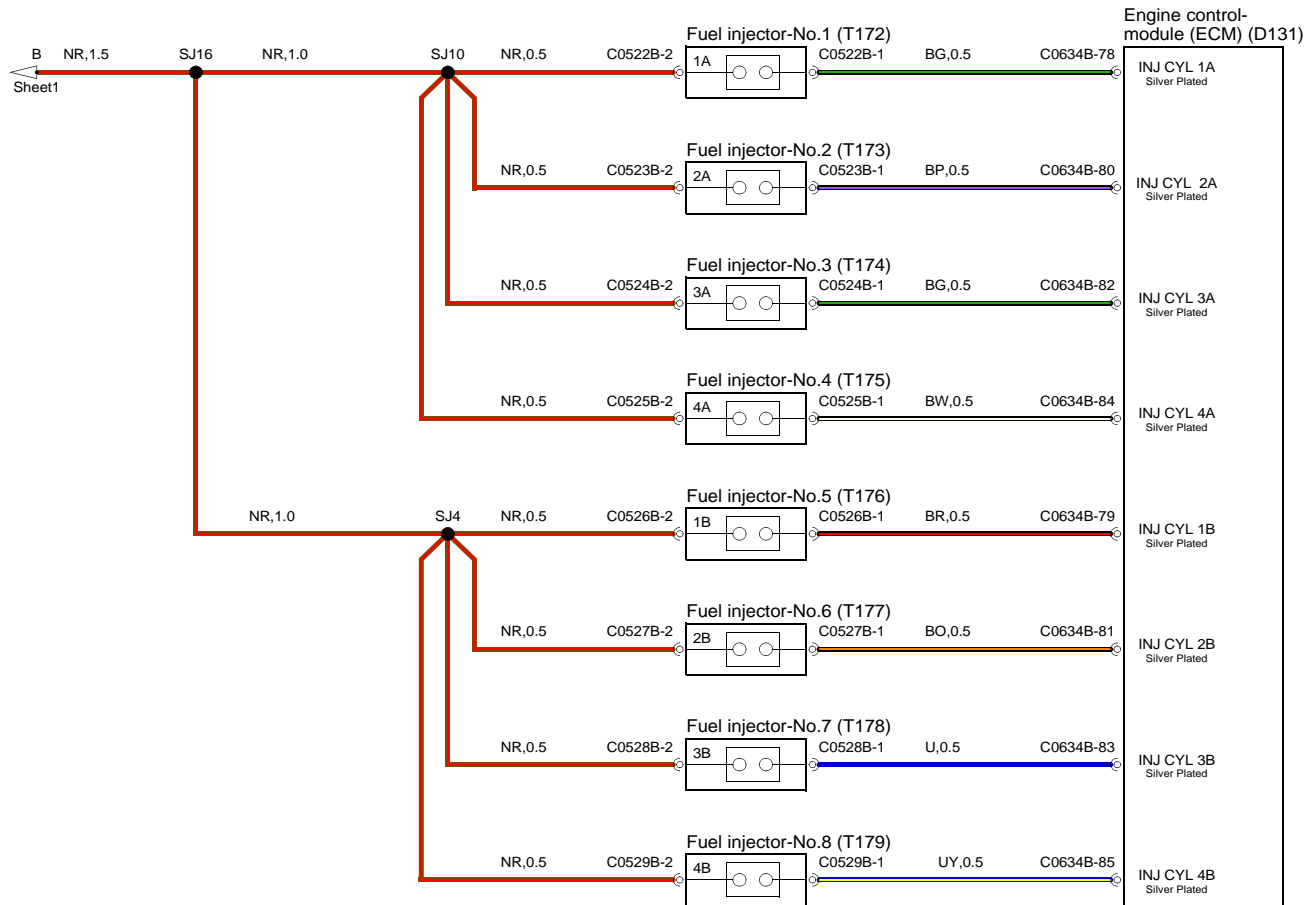 Engine control-
module (ECM) (D131)
Fuel injector-No.1 (T172)
B NR,1.5 SJ16 NR,1.0 SJ10 NR,0.5 C0522B-2 1A C0522B-1 BG,0.5 C0634B-78 INJ CYL 1A
Silver Plated
Sheet1
Fuel injector-No.2 (T173)
NR,0.5 C0523B-2 2A C0523B-1 BP,0.5 C0634B-80 INJ CYL 2A
Silver Plated
Fuel injector-No.3 (T174)
NR,0.5 C0524B-2 3A C0524B-1 BG,0.5 C0634B-82 INJ CYL 3A
Silver Plated
Fuel injector-No.4 (T175)
NR,0.5 C0525B-2 4A C0525B-1 BW,0.5 C0634B-84 INJ CYL 4A
Silver Plated
Fuel injector-No.5 (T176)
NR,1.0 SJ4 NR,0.5 C0526B-2 1B C0526B-1 BR,0.5 C0634B-79 INJ CYL 1B
Silver Plated
Fuel injector-No.6 (T177)
NR,0.5 C0527B-2 2B C0527B-1 BO,0.5 C0634B-81 INJ CYL 2B
Silver Plated
Fuel injector-No.7 (T178)
NR,0.5 C0528B-2 3B C0528B-1 U,0.5 C0634B-83 INJ CYL 3B
Silver Plated
Fuel injector-No.8 (T179)
NR,0.5 C0529B-2 4B C0529B-1 UY,0.5 C0634B-85 INJ CYL 4B
Silver Plated